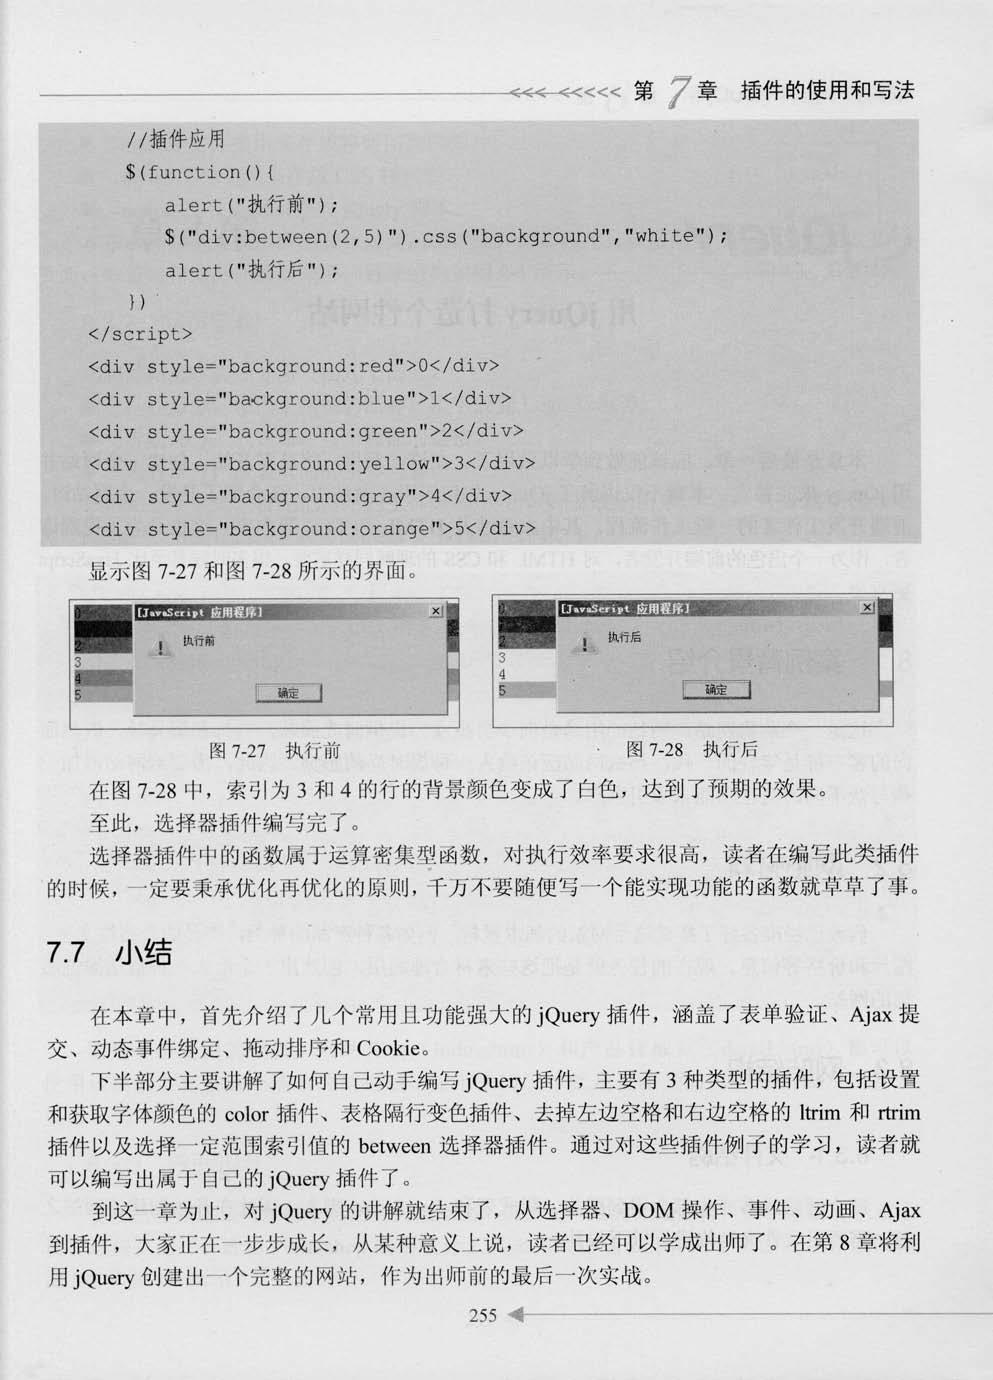 <<< <<<<< 第 7 章 插件的使用和写法
//插件应用
$(function(){
alert("执行前");
$("div:between(2,5)").css("background","white");
alert("执行后");
})
</script>
<div style="background:red">0</div>
<div style="background:blue">1</div>
<div style="background:green">2</div>
<div style="background:yellow">3</div>
<div style="background:gray">4</div>
<div style="background:orange">5</div>
显示图 7-27 和图 7-28 所示的界面。
0
[JavaScript 应用程序]
执行前
2
3
4
5
确定
0
[JavaScript 应用程序]
执行后
2
3
4
5
确定
图 7-27 执行前
图 7-28 执行后
在图 7-28 中，索引为 3 和 4 的行的背景颜色变成了白色，达到了预期的效果。
至此，选择器插件编写完了。
选择器插件中的函数属于运算密集型函数，对执行效率要求很高，读者在编写此类插件
的时候，一定要秉承优化再优化的原则，千万不要随便写一个能实现功能的函数就草草了事。
7.7 小结
在本章中，首先介绍了几个常用且功能强大的 jQuery 插件，涵盖了表单验证、Ajax 提
交、动态事件绑定、拖动排序和 Cookie。
下半部分主要讲解了如何自己动手编写 jQuery 插件，主要有 3 种类型的插件，包括设置
和获取字体颜色的 color 插件、表格隔行变色插件、去掉左边空格和右边空格的 ltrim 和 rtrim
插件以及选择一定范围索引值的 between 选择器插件。通过对这些插件例子的学习，读者就
可以编写出属于自己的 jQuery 插件了。
到这一章为止，对 jQuery 的讲解就结束了，从选择器、DOM 操作、事件、动画、Ajax
到插件，大家正在一步步成长，从某种意义上说，读者已经可以学成出师了。在第 8 章将利
用 jQuery 创建出一个完整的网站，作为出师前的最后一次实战。
255